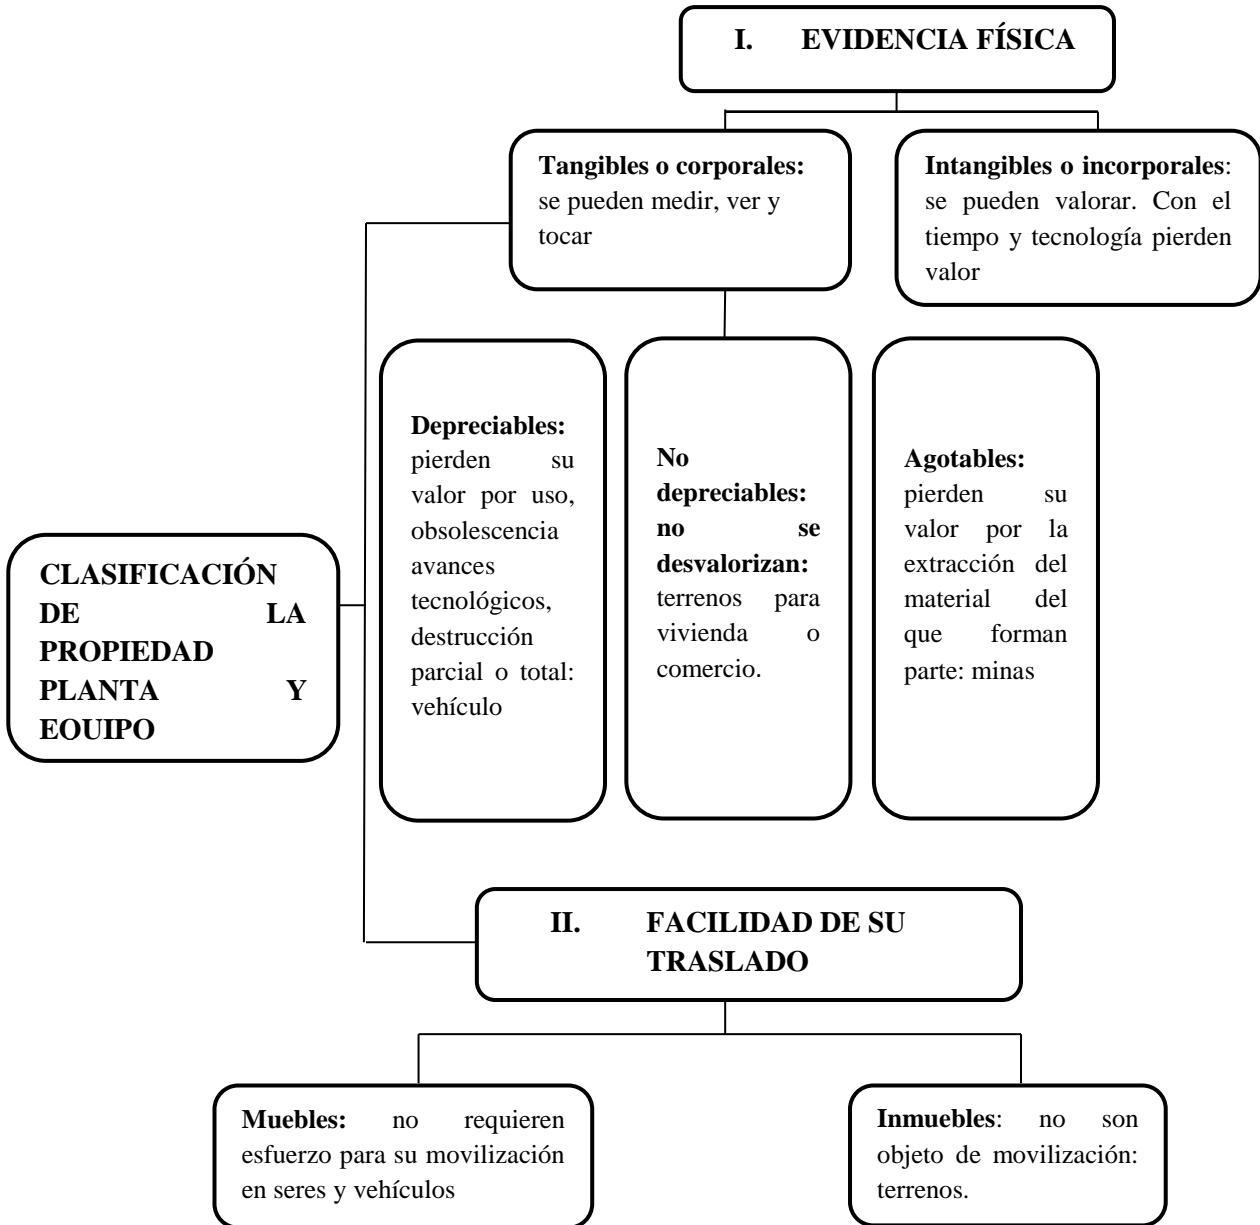 I. EVIDENCIA FÍSICA
Tangibles o corporales:
se pueden medir, ver y
tocar
Intangibles o incorporales:
se pueden valorar. Con el
tiempo y tecnología pierden
valor
Depreciables:
pierden su
valor por uso,
obsolescencia
avances
tecnológicos,
destrucción
parcial o total:
vehículo
No
depreciables:
no se
desvalorizan:
terrenos para
vivienda o
comercio.
Agotables:
pierden su
valor por la
extracción del
material del
que forman
parte: minas
CLASIFICACIÓN
DE LA
PROPIEDAD
PLANTA Y
EQUIPO
II. FACILIDAD DE SU
TRASLADO
Muebles: no requieren
esfuerzo para su movilización
en seres y vehículos
Inmuebles: no son
objeto de movilización:
terrenos.